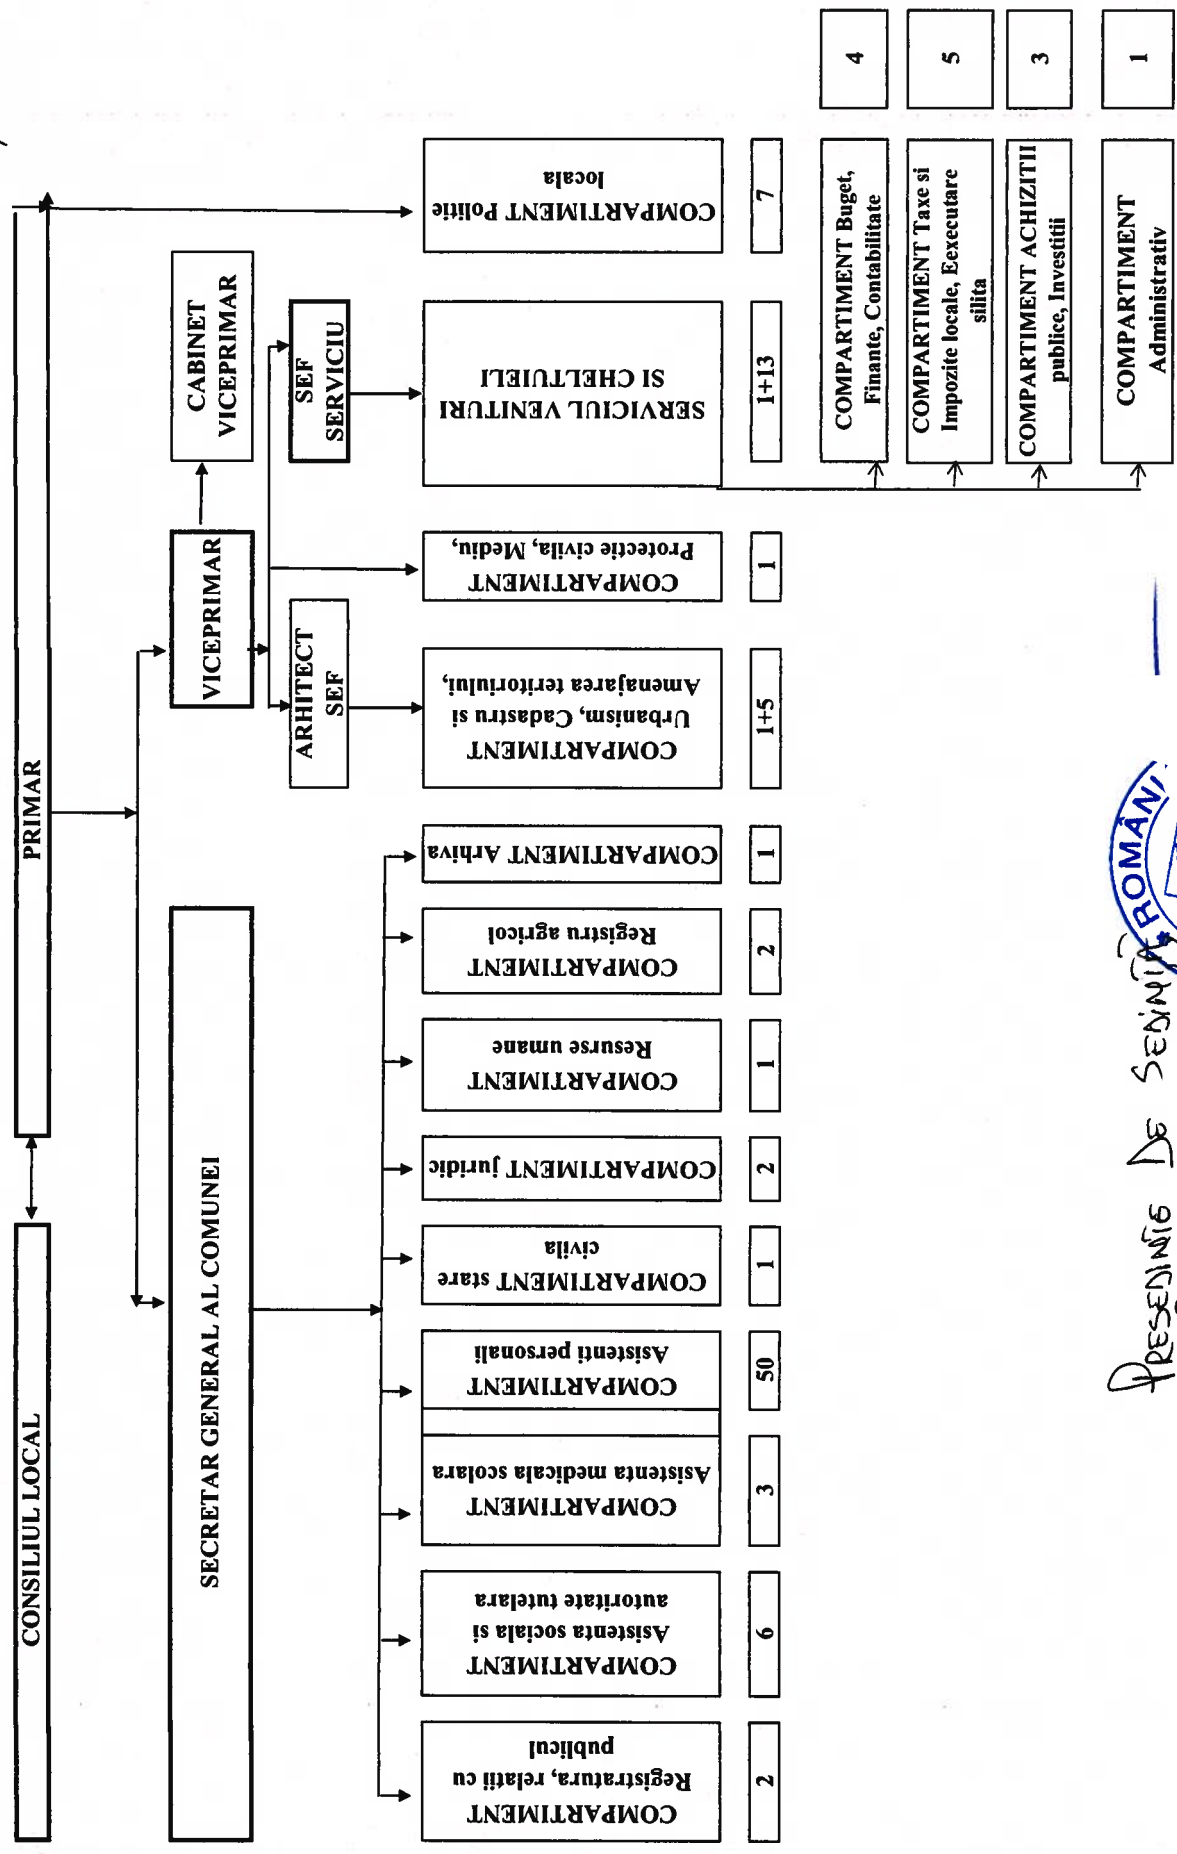 CONSILIUL LOCAL
PRIMAR
SECRETAR GENERAL AL COMUNEI
VICEPRIMAR
CABINET
VICEPRIMAR
ARHITECT
SEF
SEF
SERVICIU
COMPARTIMENT
Registratura, relatii cu
publicul
COMPARTIMENT
Asistenta sociala si
autoritate tutelara
COMPARTIMENT
Asistenta medicala scolara
COMPARTIMENT
Asistenti personali
COMPARTIMENT stare
civila
COMPARTIMENT juridic
COMPARTIMENT
Resurse umane
COMPARTIMENT
Registru agricol
COMPARTIMENT Arhiva
COMPARTIMENT
Urbanism, Cadastru si
Amenajarea teritoriului,
COMPARTIMENT
Protectie civila, Mediu,
SERVICIUL VENITURI
SI CHELTUIELI
COMPARTIMENT Politie
locala
2
6
3
50
1
2
1
2
1
1+5
1
1+13
7
COMPARTIMENT Buget,
Finante, Contabilitate
4
COMPARTIMENT Taxe si
Impozite locale, Eexecutare
silita
5
COMPARTIMENT ACHIZITII
publice, Investitii
3
COMPARTIMENT
Administrativ
1
PRESEDINTE DE SEDINTA
ROMÂNI